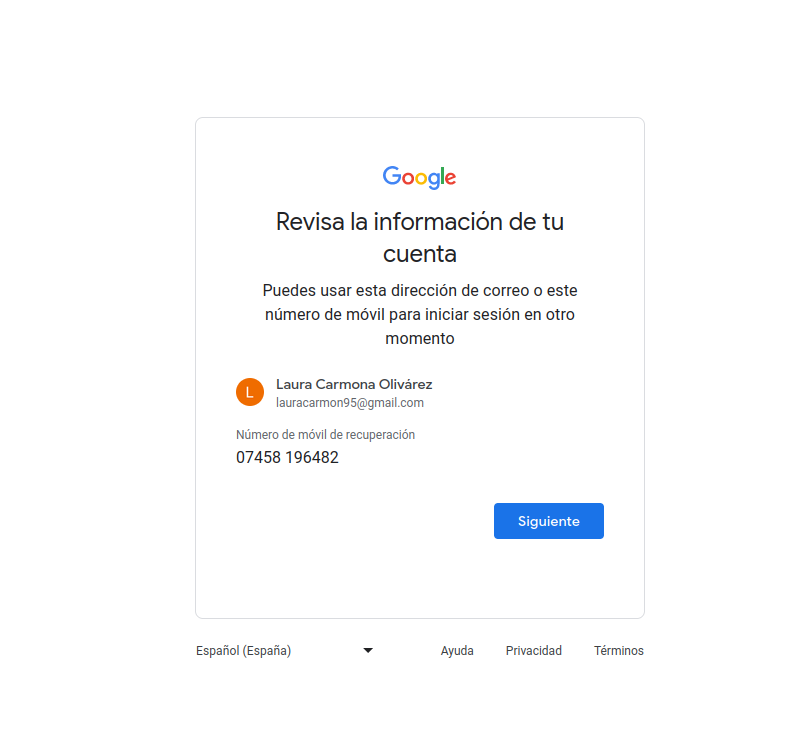 Google
Revisa la información de tu
cuenta
Puedes usar esta dirección de correo o este
número de móvil para iniciar sesión en otro
momento
L
Laura Carmona Olivárez
lauracarmon95@gmail.com
Número de móvil de recuperación
07458 196482
Siguiente
Español (España)
Ayuda Privacidad Términos